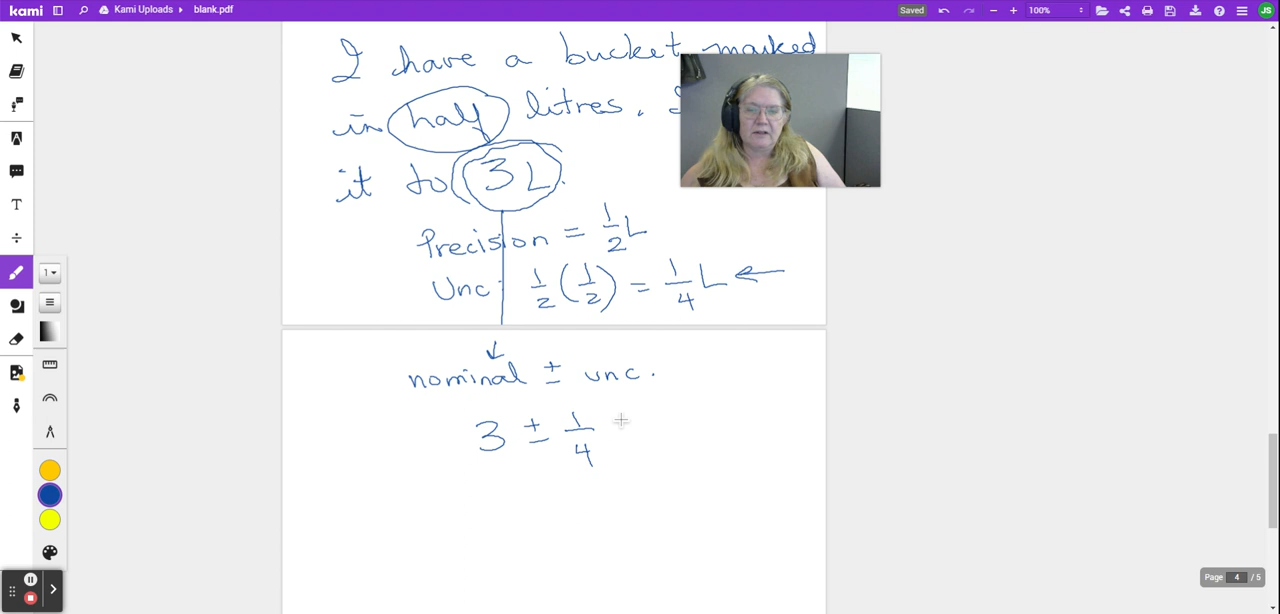 kami Kami Uploads blank.pdf Saved 100% JS
I have a bucket marked
in half litres.
it to 3 L.
Precision = 1/2 L
Unc: 1/2 (1/2) = 1/4 L ←
↓
nominal ± unc.
3 ± 1/4
Page 4 / 5